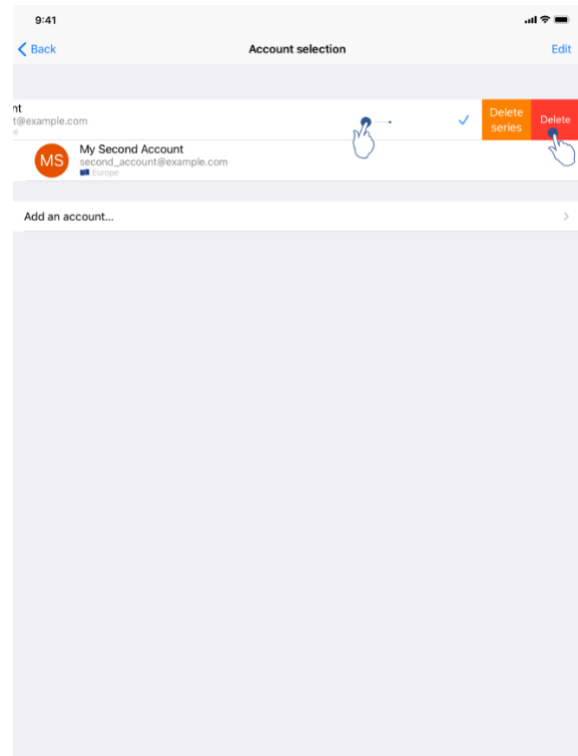 9:41
Back
Account selection
Edit
nt
t@example.com
e
Delete
series
Delete
MS
My Second Account
second_account@example.com
Europe
Add an account...